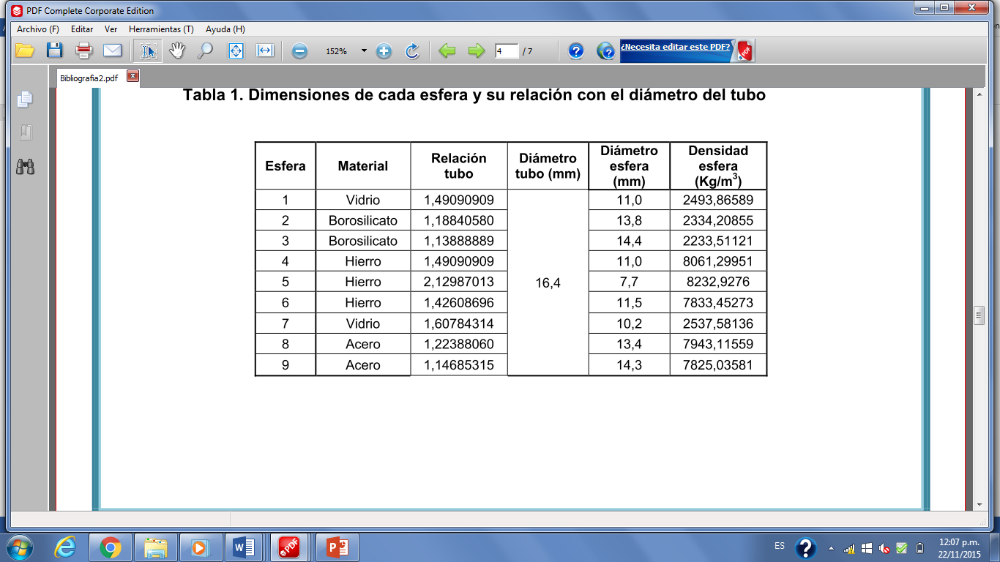 PDF Complete Corporate Edition
Archivo (F) Editar Ver Herramientas (T) Ayuda (H)
152% 4 / 7 ¿Necesita editar este PDF? PDF
Bibliografia2.pdf
Tabla 1. Dimensiones de cada esfera y su relación con el diámetro del tubo
Esfera Material Relación tubo Diámetro tubo (mm) Diámetro esfera (mm) Densidad esfera (Kg/m³)
1 Vidrio 1,49090909 11,0 2493,86589
2 Borosilicato 1,18840580 13,8 2334,20855
3 Borosilicato 1,13888889 14,4 2233,51121
4 Hierro 1,49090909 11,0 8061,29951
5 Hierro 2,12987013 16,4 7,7 8232,9276
6 Hierro 1,42608696 11,5 7833,45273
7 Vidrio 1,60784314 10,2 2537,58136
8 Acero 1,22388060 13,4 7943,11559
9 Acero 1,14685315 14,3 7825,03581
ES 12:07 p.m.
22/11/2015